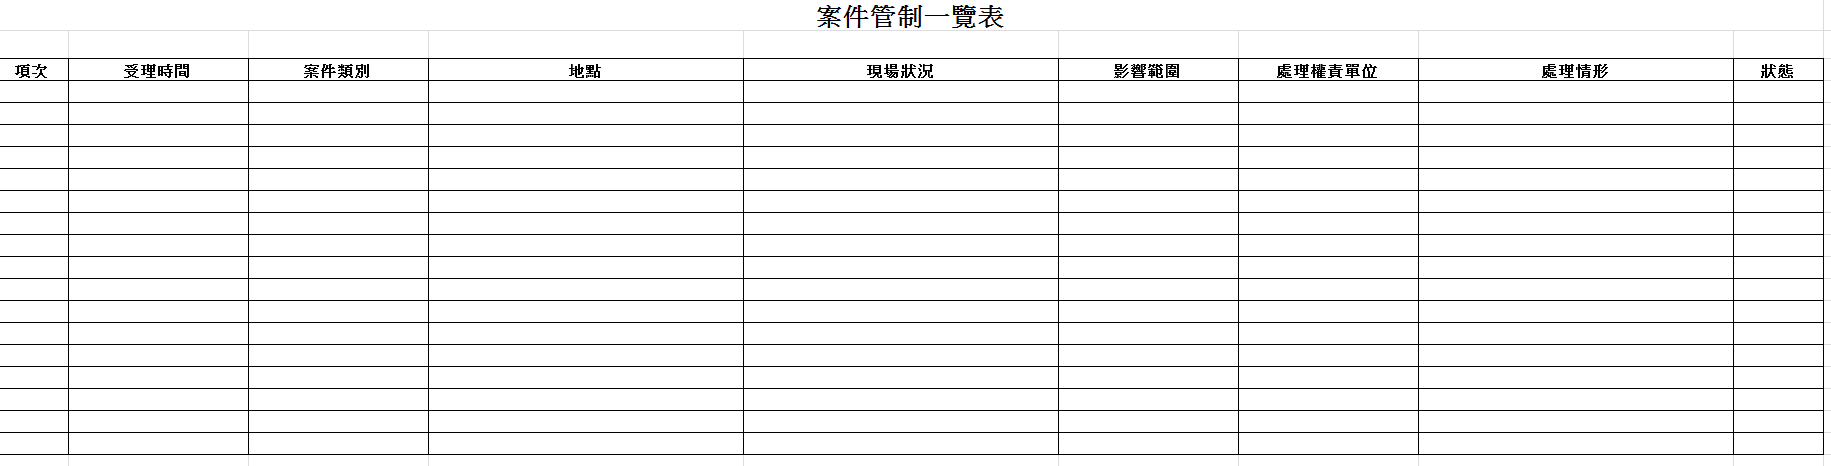 案件管制一覽表
項次 受理時間 案件類別 地點 現場狀況 影響範圍 處理權責單位 處理情形 狀態